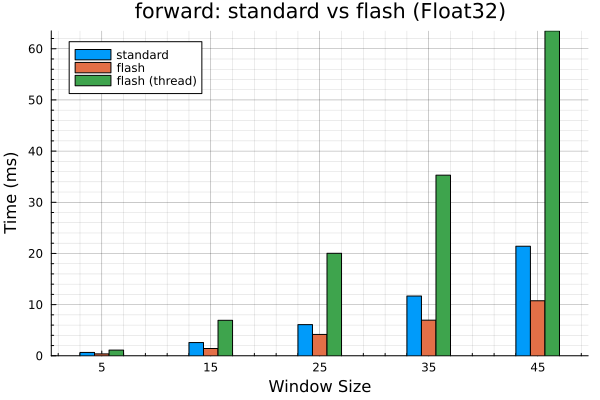 forward: standard vs flash (Float32)
standard
flash
flash (thread)
Time (ms)
60
50
40
30
20
10
0
5 15 25 35 45
Window Size